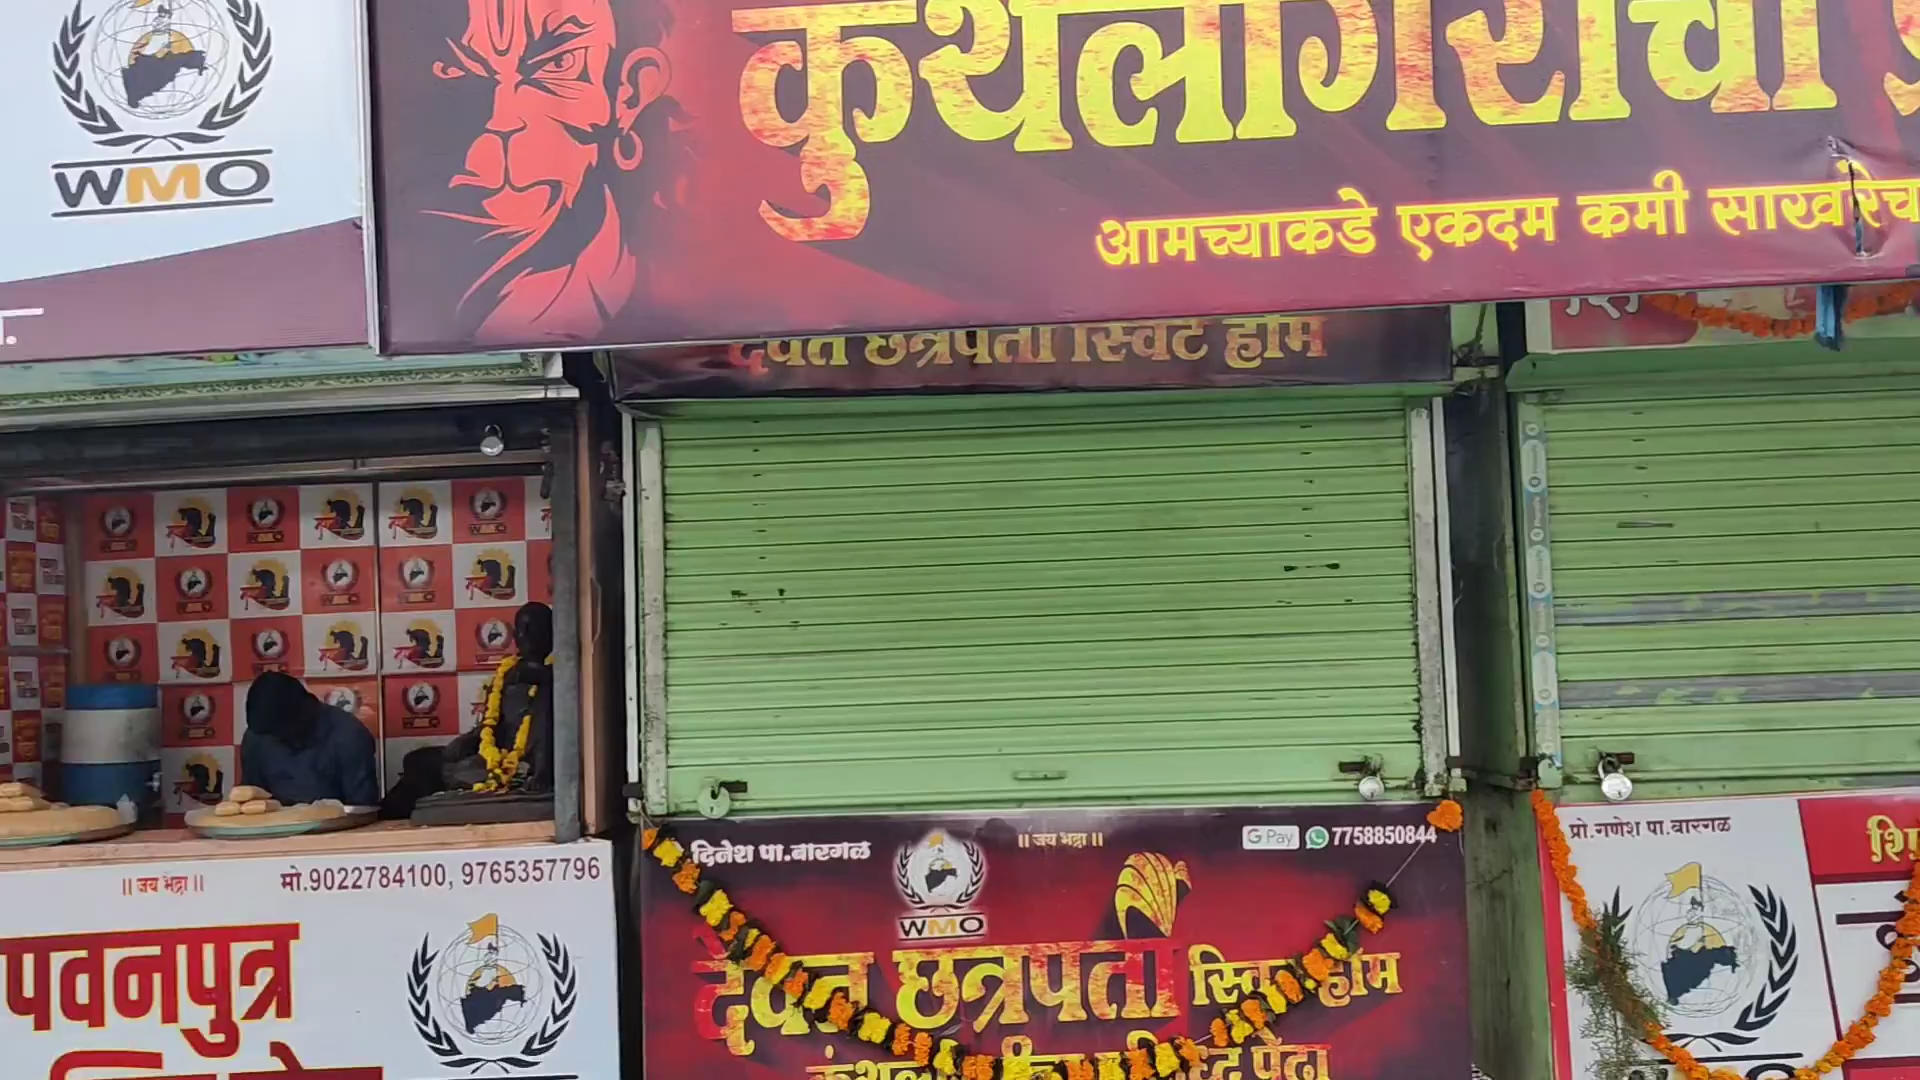 WMO
कुंथलगिरीचा
आमच्याकडे एकदम कमी साखरेच
दैवत छत्रपती स्विट होम
|| जय भद्रा ||
मो.9022784100, 9765357796
पवनपुत्र
दिनेश पा.बारगळ
|| जय भद्रा ||
G Pay 7758850844
WMO
दैवत छत्रपती स्विट होम
पेढा
प्रो.गणेश पा.बारगळ